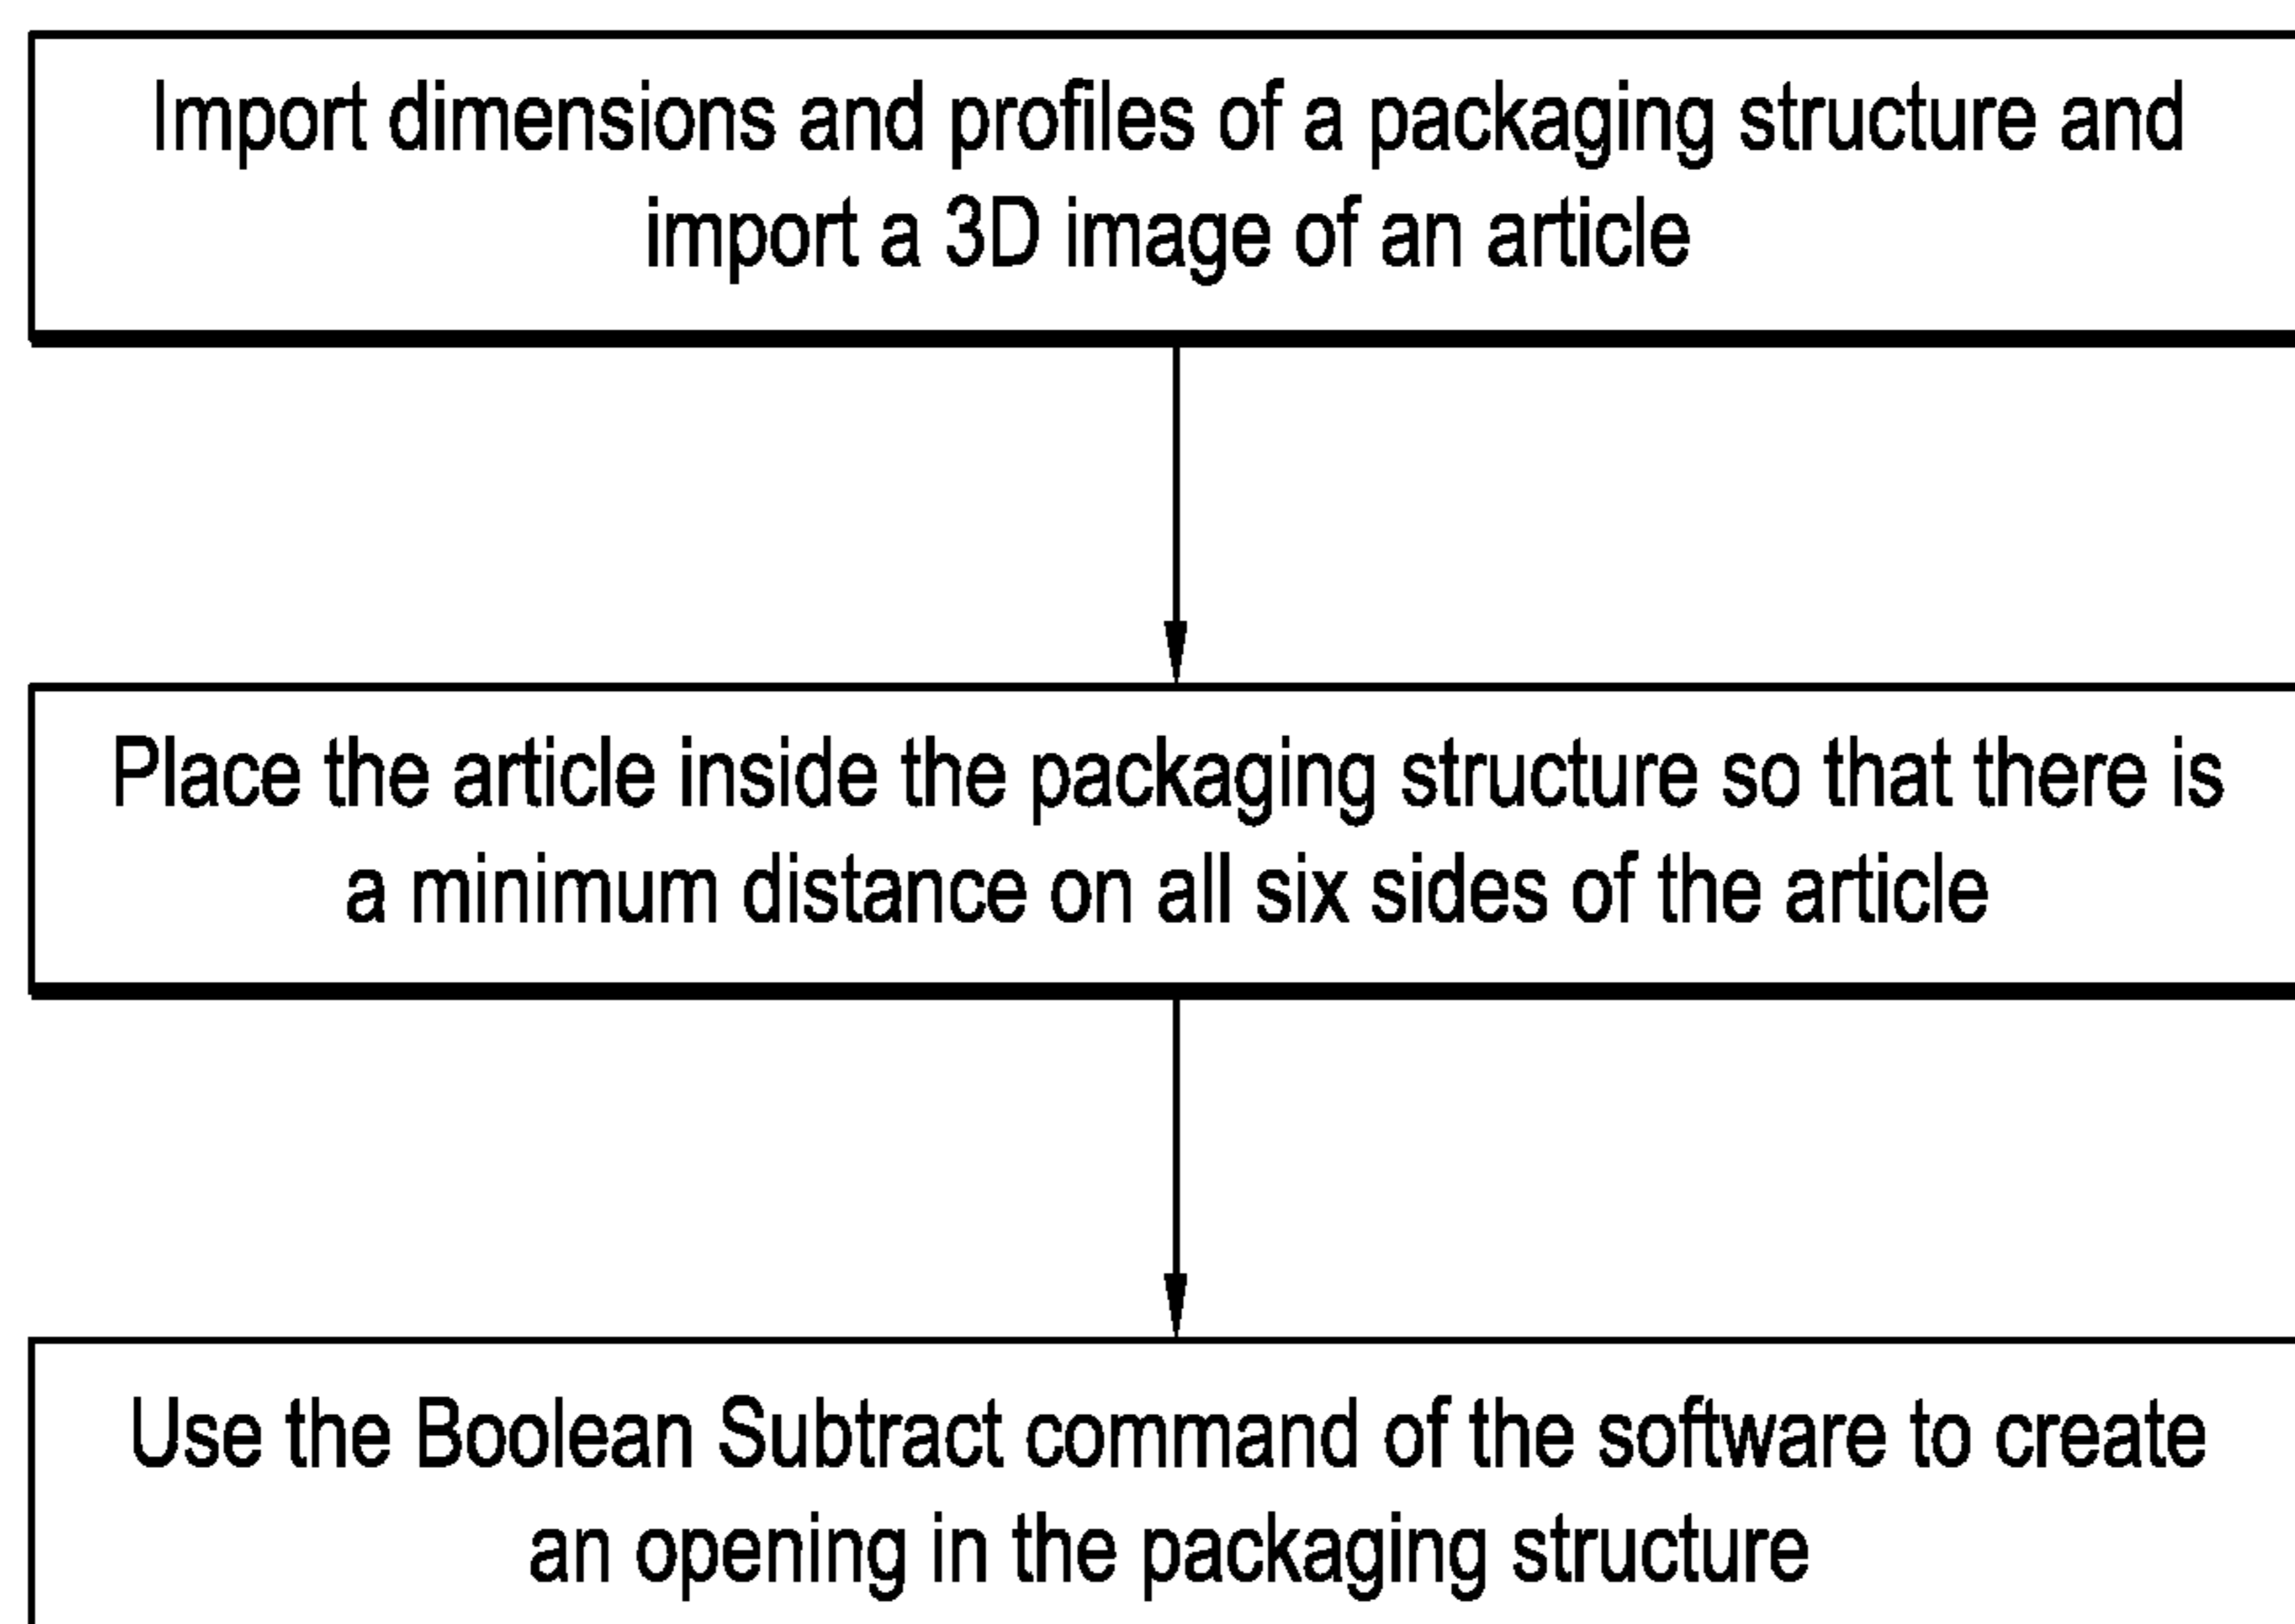 Import dimensions and profiles of a packaging structure and
import a 3D image of an article
Place the article inside the packaging structure so that there is
a minimum distance on all six sides of the article
Use the Boolean Subtract command of the software to create
an opening in the packaging structure